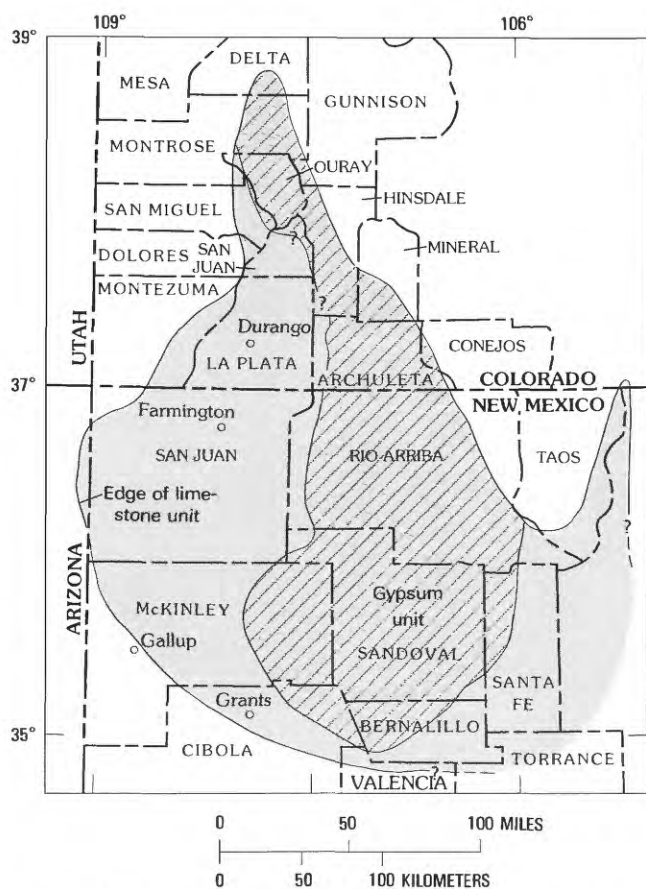 109°
106°
39°
DELTA
MESA
GUNNISON
MONTROSE
OURAY
SAN MIGUEL
HINSDALE
?
DOLORES
SAN
JUAN
MINERAL
MONTEZUMA
?
UTAH
Durango
LA PLATA
CONEJOS
ARCHULETA
COLORADO
37°
NEW MEXICO
Farmington
SAN JUAN
RIO ARRIBA
TAOS
Edge of lime-
stone unit
?
ARIZONA
McKINLEY
Gypsum
unit
Gallup
SANDOVAL
SANTA
FE
Grants
35°
BERNALILLO
CIBOLA
TORRANCE
?
VALENCIA
0 50 100 MILES
0 50 100 KILOMETERS